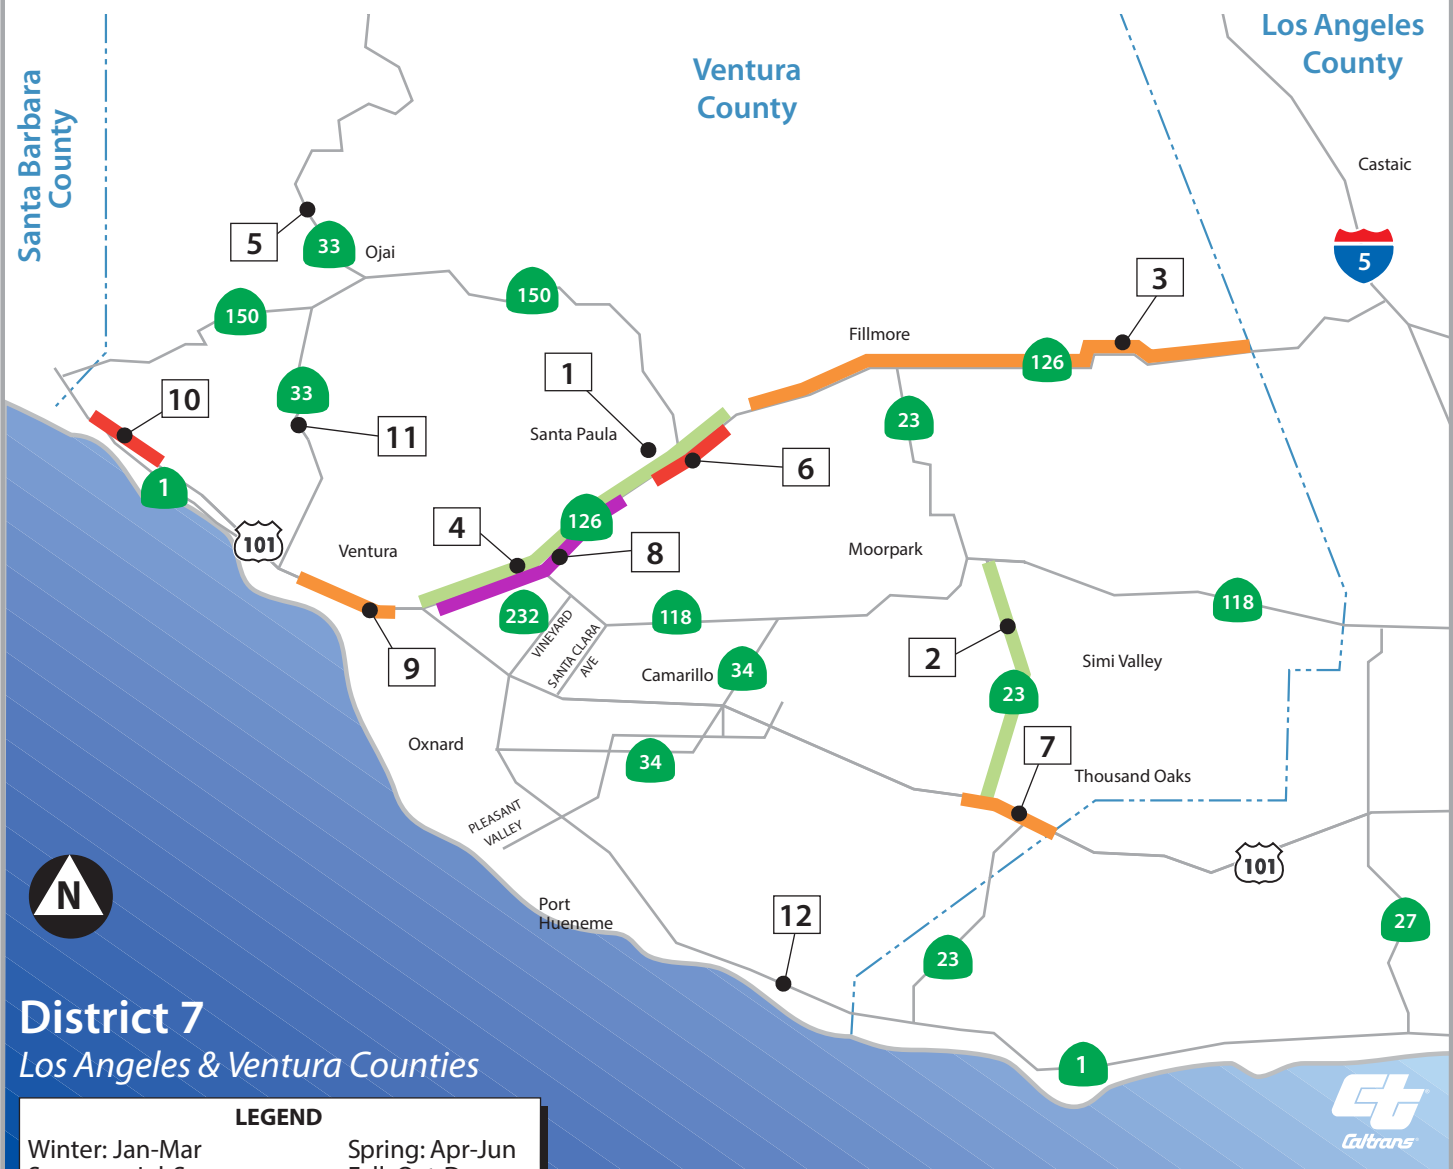 Los Angeles
County
Ventura
County
Santa Barbara
County
Castaic
5
33
Ojai
5
3
150
150
Fillmore
126
1
10
33
11
Santa Paula
23
6
1
4
126
101
Ventura
8
Moorpark
232
118
118
VINEYARD
SANTA CLARA
AVE
9
2
Simi Valley
Camarillo
34
23
Oxnard
34
7
Thousand Oaks
PLEASANT
VALLEY
101
N
Port
Hueneme
12
27
23
District 7
Los Angeles & Ventura Counties
1
Ct
Caltrans
LEGEND
Winter: Jan-Mar
Spring: Apr-Jun